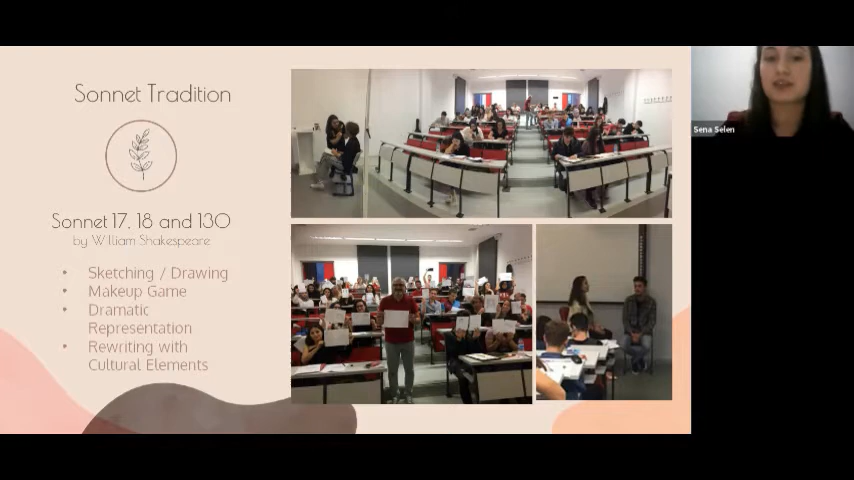 Sonnet Tradition
Sonnet 17, 18 and 130
by William Shakespeare
• Sketching / Drawing
• Makeup Game
• Dramatic
Representation
• Rewriting with
Cultural Elements
Sena Selen